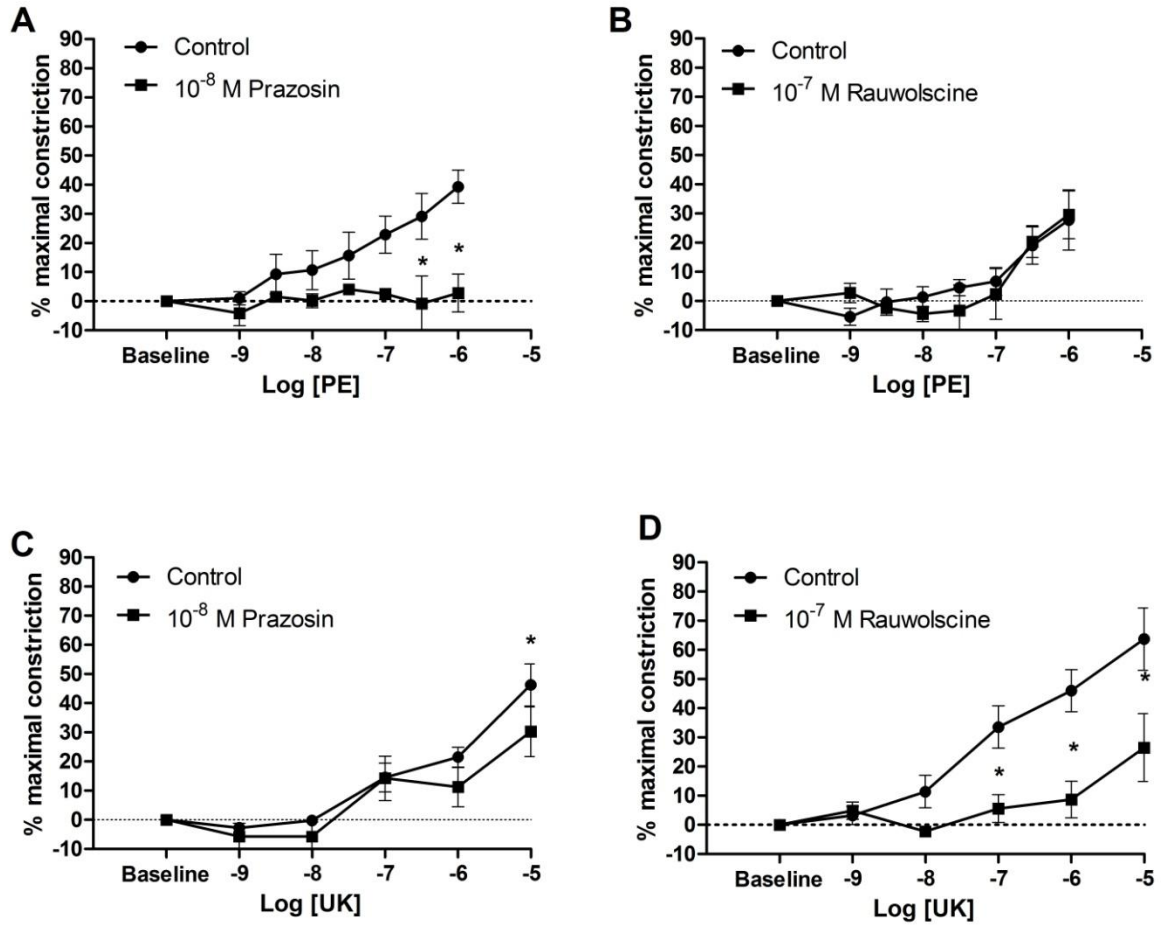 A
% maximal constriction
90
80
70
60
50
40
30
20
10
0
-10
Control
10⁻⁸ M Prazosin
*
*
Baseline -9 -8 -7 -6 -5
Log [PE]
B
% maximal constriction
90
80
70
60
50
40
30
20
10
0
-10
Control
10⁻⁷ M Rauwolscine
Baseline -9 -8 -7 -6 -5
Log [PE]
C
% maximal constriction
90
80
70
60
50
40
30
20
10
0
-10
Control
10⁻⁸ M Prazosin
*
Baseline -9 -8 -7 -6 -5
Log [UK]
D
% maximal constriction
90
80
70
60
50
40
30
20
10
0
-10
Control
10⁻⁷ M Rauwolscine
*
*
*
Baseline -9 -8 -7 -6 -5
Log [UK]